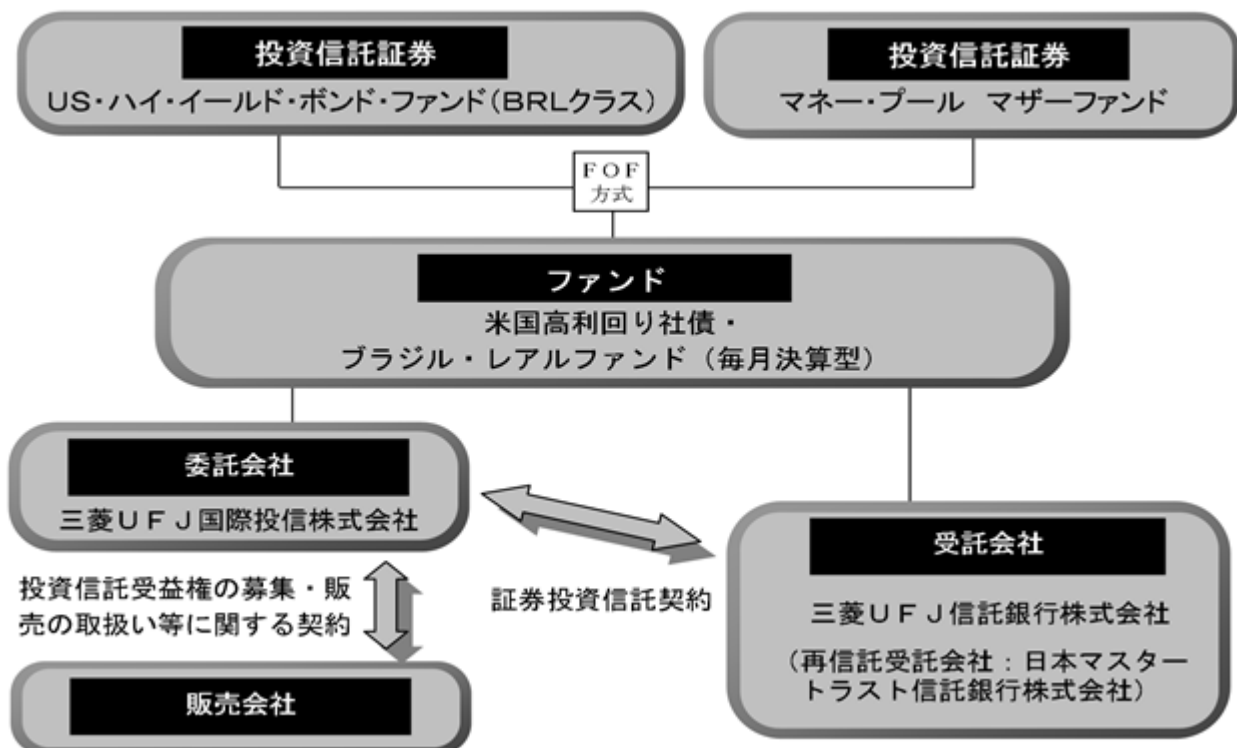 投資信託証券
US・ハイ・イールド・ボンド・ファンド(BRLクラス)
投資信託証券
マネー・プール　マザーファンド
ＦＯＦ
方式
ファンド
米国高利回り社債・
ブラジル・レアルファンド（毎月決算型）
委託会社
三菱ＵＦＪ国際投信株式会社
投資信託受益権の募集・販
売の取扱い等に関する契約
証券投資信託契約
受託会社
三菱ＵＦＪ信託銀行株式会社
（再信託受託会社：日本マスター
トラスト信託銀行株式会社）
販売会社